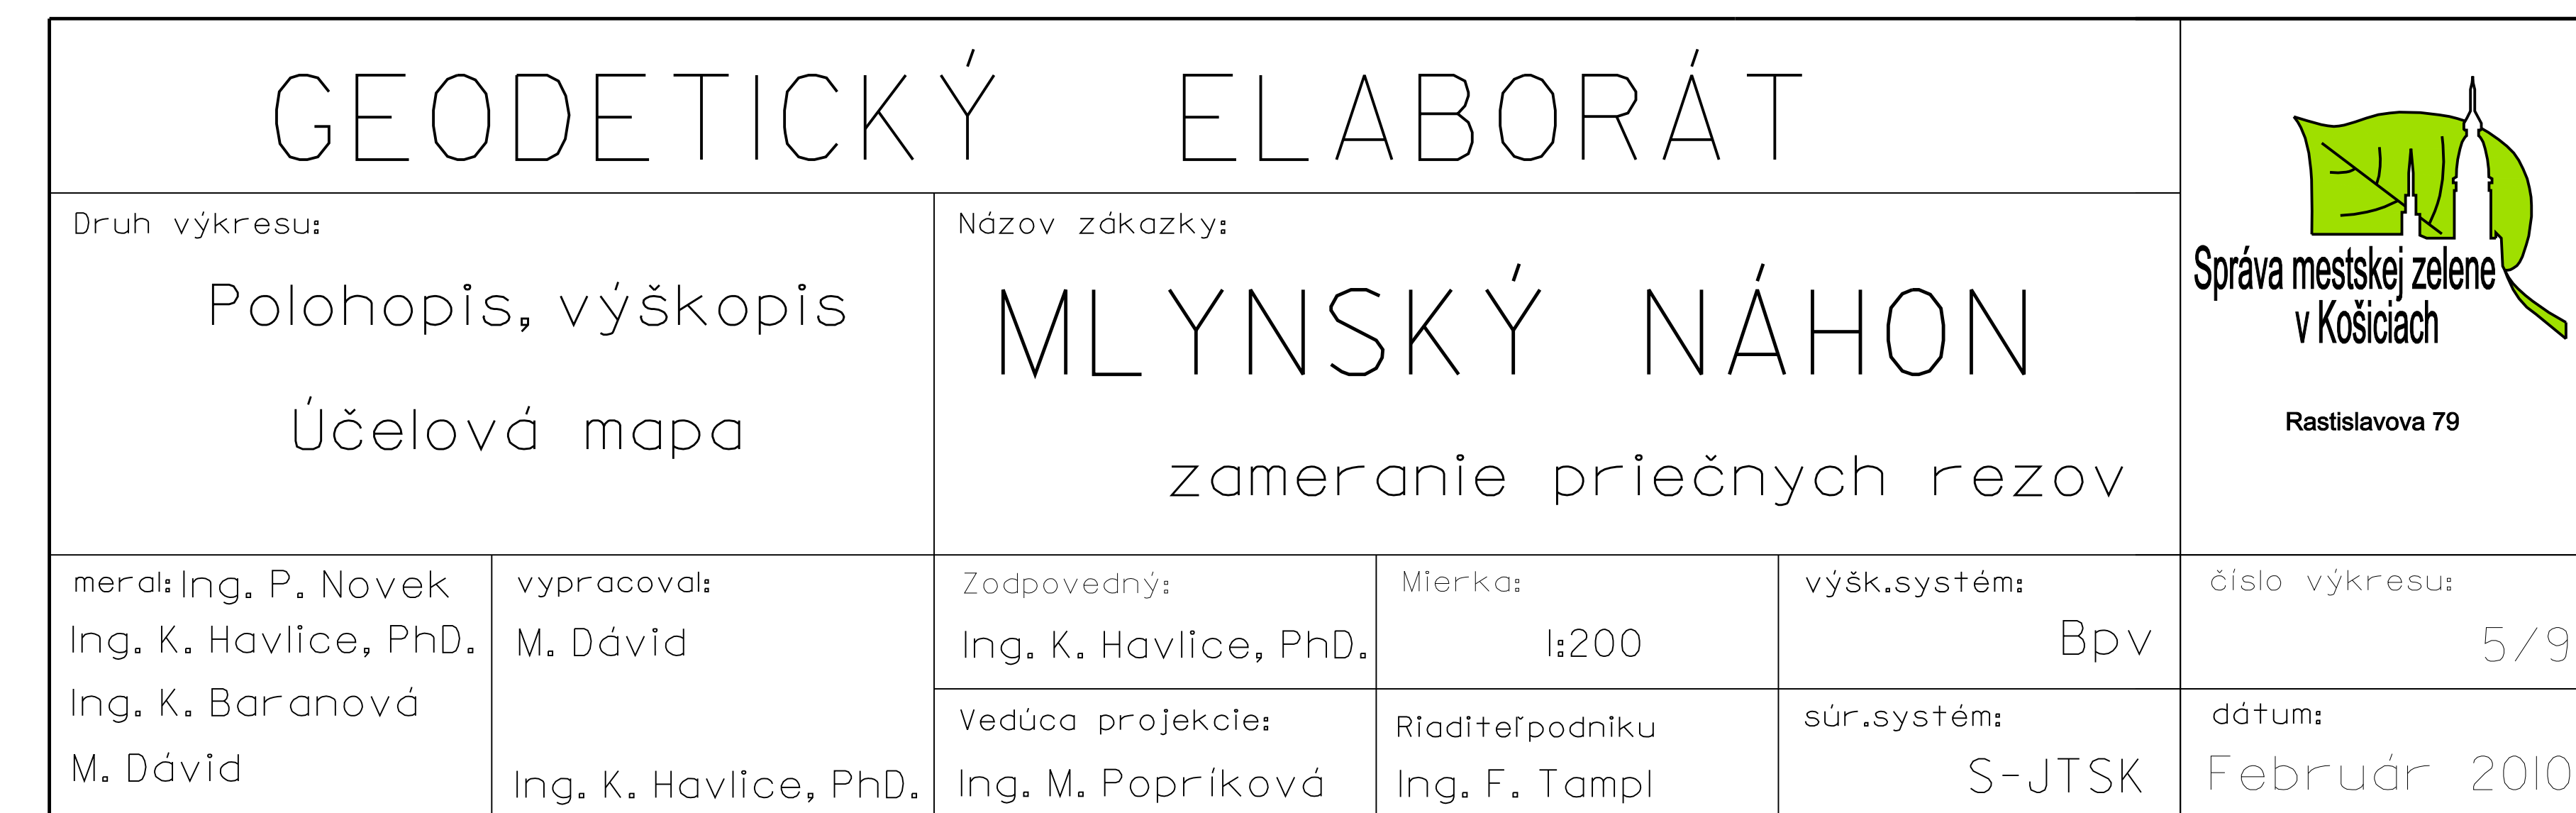 GEODETICKÝ ELABORÁT
Správa mestskej zelene
v Košiciach
Rastislavova 79
Druh výkresu:
Polohopis, výškopis
Účelová mapa
Názov zákazky:
MLYNSKÝ NÁHON
zameranie priečnych rezov
meral: Ing. P. Novek
Ing. K. Havlice, PhD.
Ing. K. Baranová
M. Dávid
vypracoval:
M. Dávid
Ing. K. Havlice, PhD.
Zodpovedný:
Ing. K. Havlice, PhD.
Mierka:
1:200
výšk.systém:
Bpv
číslo výkresu:
5/9
Vedúca projekcie:
Ing. M. Popríková
Riaditeľpodniku
Ing. F. Tampl
súr.systém:
S-JTSK
dátum:
Február 2010